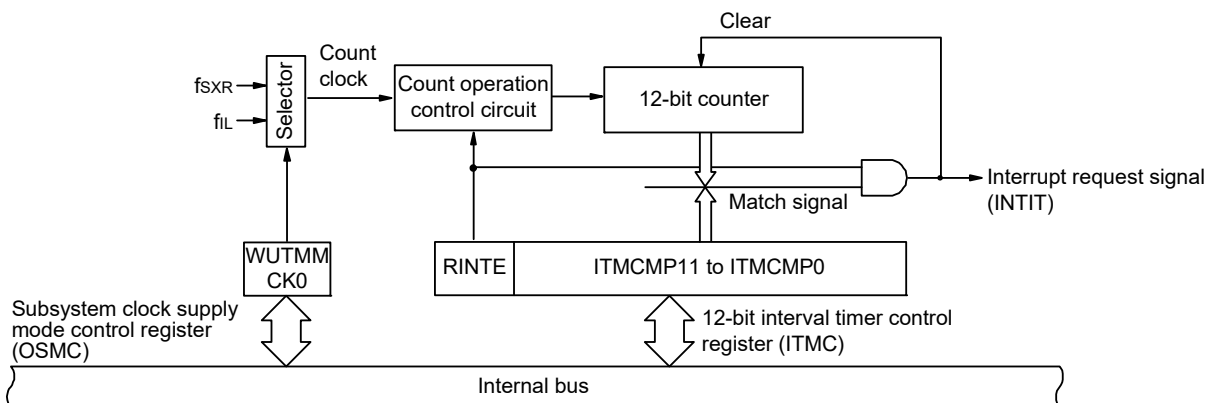 Clear
Count
clock
fSXR
fIL
Selector
Count operation
control circuit
12-bit counter
Match signal
Interrupt request signal
(INTIT)
WUTMM
CK0
RINTE
ITMCMP11 to ITMCMP0
Subsystem clock supply
mode control register
(OSMC)
12-bit interval timer control
register (ITMC)
Internal bus